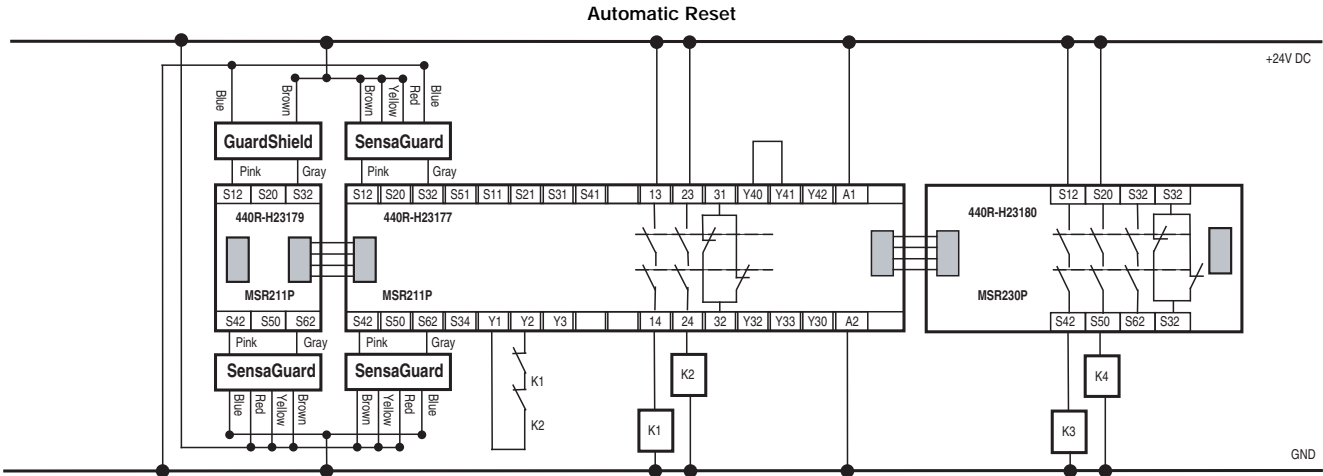 Automatic Reset
+24V DC
Blue Brown Brown Yellow Red Blue
GuardShield SensaGuard
Pink Gray Pink Gray
S12 S20 S32 S12 S20 S32 S51 S11 S21 S31 S41 13 23 31 Y40 Y41 Y42 A1 S12 S20 S32 S32
440R-H23179 440R-H23177 440R-H23180
MSR211P MSR211P MSR230P
S42 S50 S62 S42 S50 S62 S34 Y1 Y2 Y3 14 24 32 Y32 Y33 Y30 A2 S42 S50 S62 S32
Pink Gray Pink Gray
SensaGuard SensaGuard K1 K2 K4
Blue Red Yellow Brown Brown Yellow Red Blue
K2 K1 K3
GND